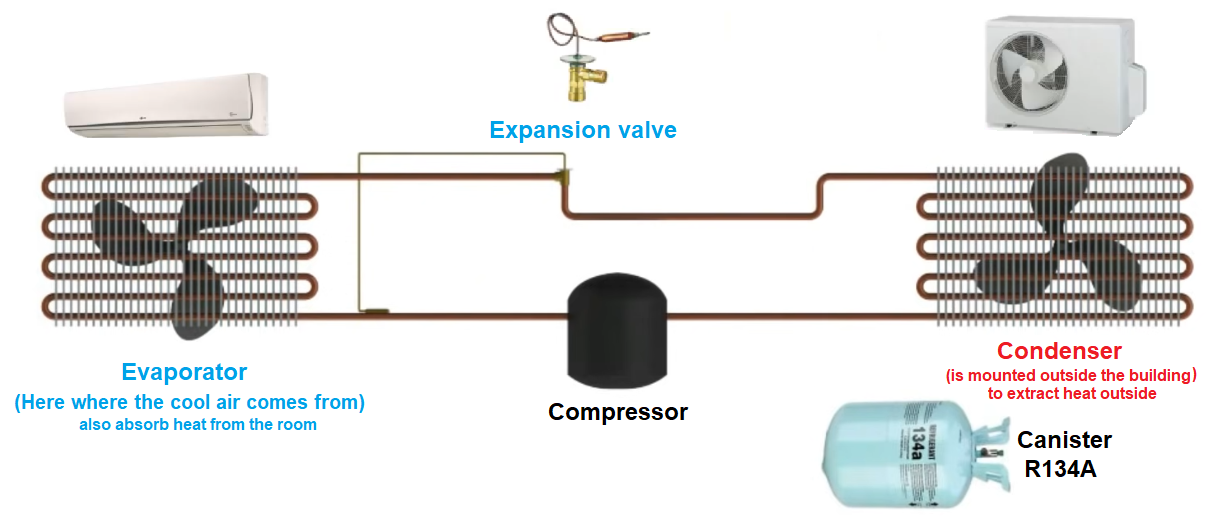 Expansion valve
Evaporator
(Here where the cool air comes from)
also absorb heat from the room
Compressor
Condenser
(is mounted outside the building)
to extract heat outside
REFRIGERANT
134a
Canister
R134A